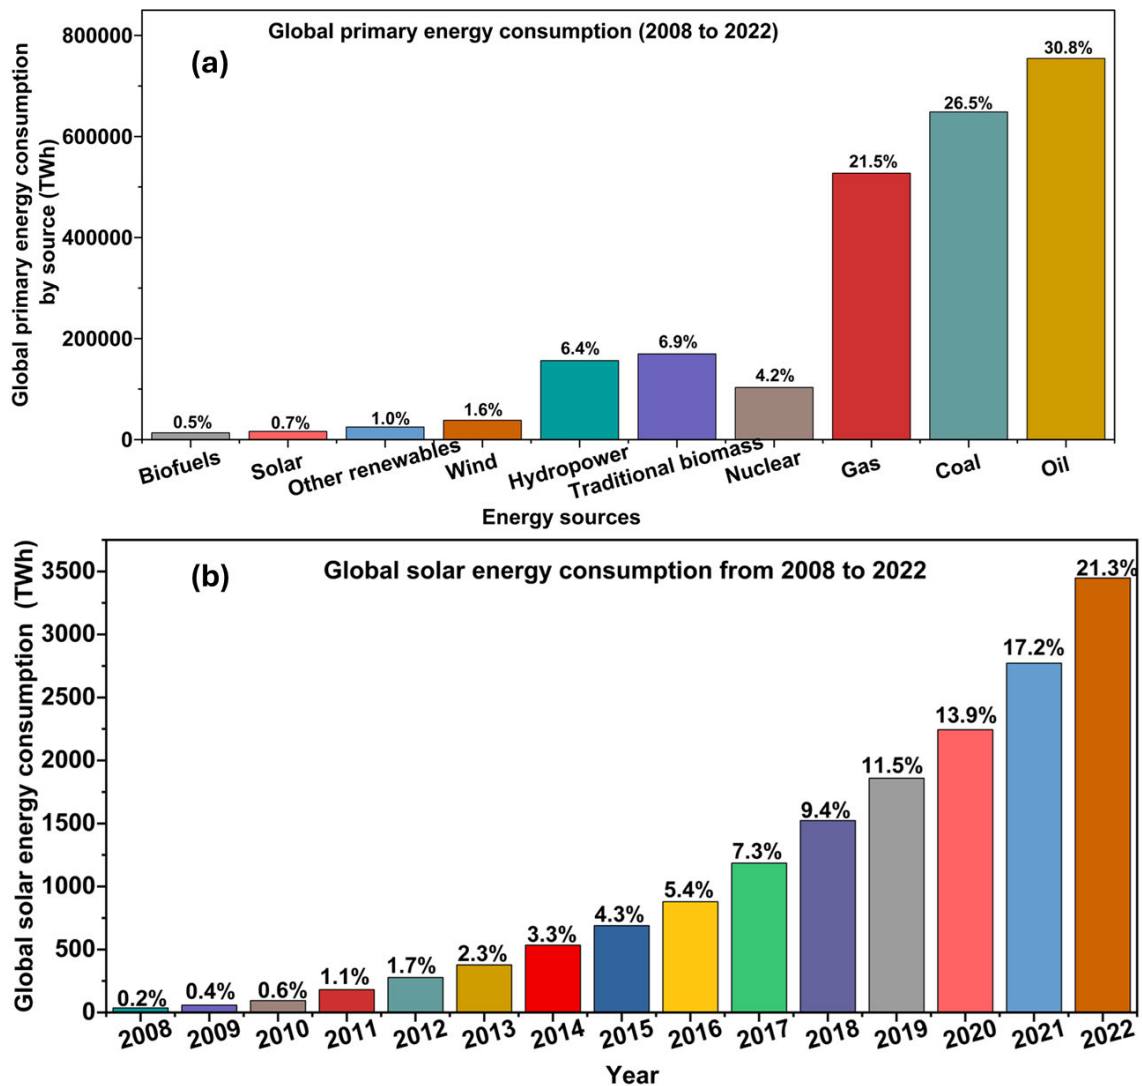 Global primary energy consumption (2008 to 2022)
(a)
Global primary energy consumption
by source (TWh)
800000
600000
400000
200000
0
0.5%
0.7%
1.0%
1.6%
6.4%
6.9%
4.2%
21.5%
26.5%
30.8%
Biofuels
Solar
Other renewables
Wind
Hydropower
Traditional biomass
Nuclear
Gas
Coal
Oil
Energy sources
(b)
Global solar energy consumption from 2008 to 2022
Global solar energy consumption (TWh)
3500
3000
2500
2000
1500
1000
500
0
0.2%
0.4%
0.6%
1.1%
1.7%
2.3%
3.3%
4.3%
5.4%
7.3%
9.4%
11.5%
13.9%
17.2%
21.3%
2008
2009
2010
2011
2012
2013
2014
2015
2016
2017
2018
2019
2020
2021
2022
Year